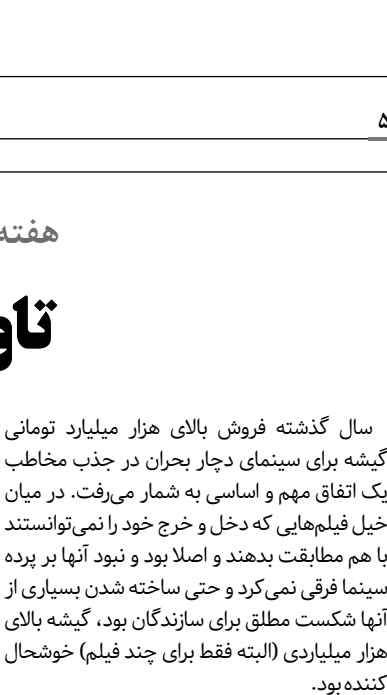 ۵
هفته
تاو
سال گذشته فروش بالای هزار میلیارد تومانی
گیشه برای سینمای دچار بحران در جذب مخاطب
یک اتفاق مهم و اساسی به شمار می‌رفت. در میان
خیل فیلم‌هایی که دخل و خرج خود را نمی‌توانستند
با هم مطابقت بدهند و اصلا بود و نبود آنها بر پرده
سینما فرقی نمی‌کرد و حتی ساخته شدن بسیاری از
آنها شکست مطلق برای سازندگان بود، گیشه بالای
هزار میلیاردی (البته فقط برای چند فیلم) خوشحال
کننده بود.